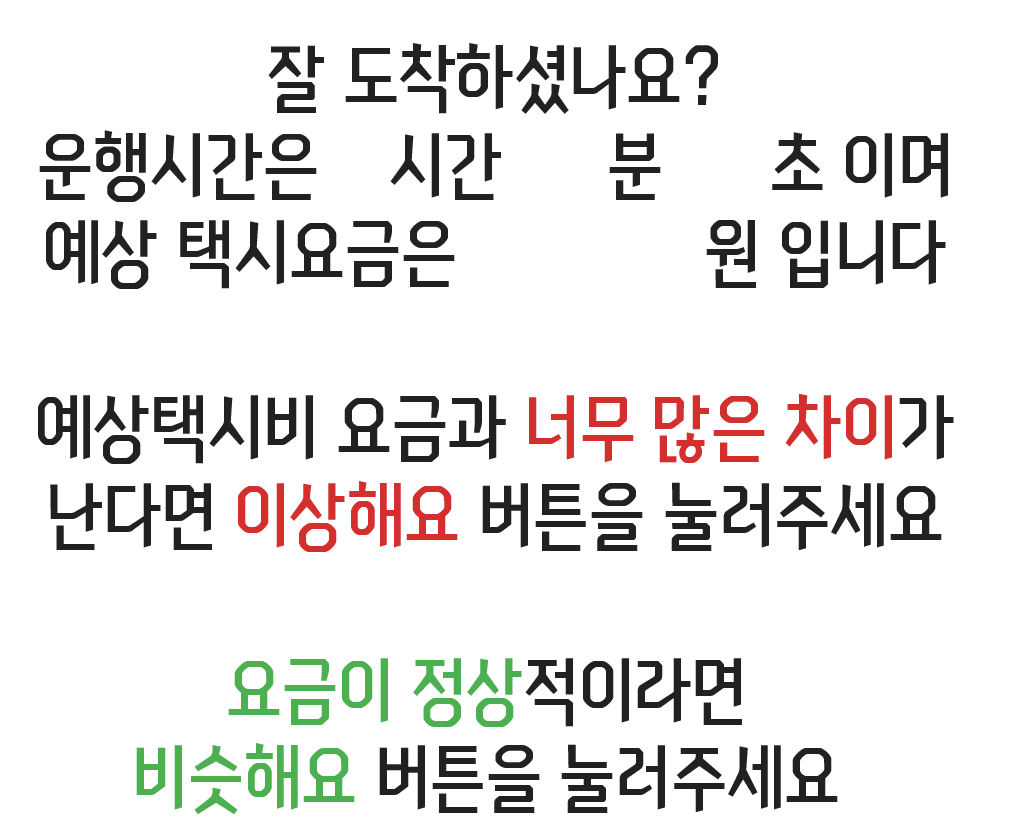 잘 도착하셨나요?
운행시간은 시간 분 초 이며
예상 택시요금은 원 입니다
예상택시비 요금과 너무 많은 차이가
난다면 이상해요 버튼을 눌러주세요
요금이 정상적이라면
비슷해요 버튼을 눌러주세요